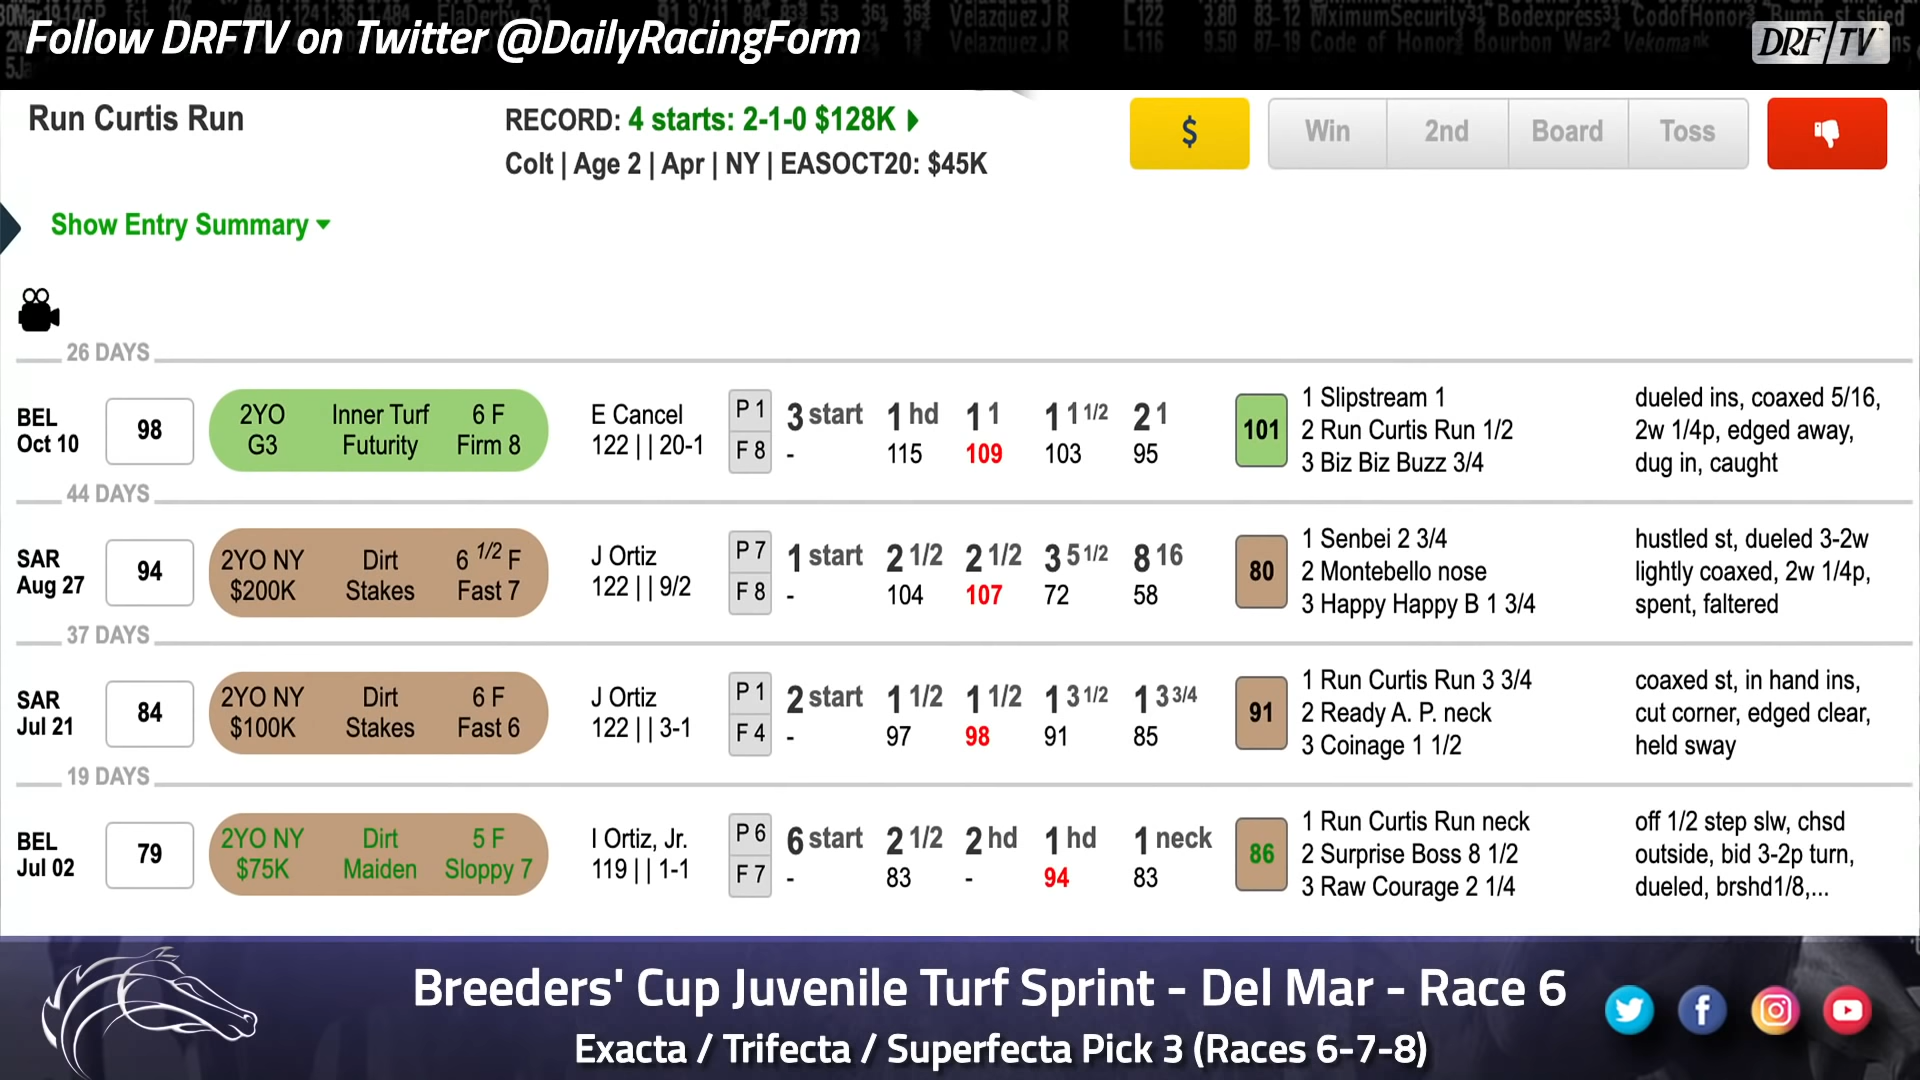 Follow DRFTV on Twitter @DailyRacingForm
DRF/TV
Run Curtis Run
RECORD: 4 starts: 2-1-0 $128K
Colt | Age 2 | Apr | NY | EASOCT20: $45K
$
Win 2nd Board Toss
Show Entry Summary
26 DAYS
BEL
Oct 10
98
2YO Inner Turf 6 F
G3 Futurity Firm 8
E Cancel
122 | | 20-1
P 1
F 8
3 start 1 hd 1 1 1 1 1/2 2 1
- 115 109 103 95
101
1 Slipstream 1
2 Run Curtis Run 1/2
3 Biz Biz Buzz 3/4
dueled ins, coaxed 5/16,
2w 1/4p, edged away,
dug in, caught
44 DAYS
SAR
Aug 27
94
2YO NY Dirt 6 1/2 F
$200K Stakes Fast 7
J Ortiz
122 | | 9/2
P 7
F 8
1 start 2 1/2 2 1/2 3 5 1/2 8 16
- 104 107 72 58
80
1 Senbei 2 3/4
2 Montebello nose
3 Happy Happy B 1 3/4
hustled st, dueled 3-2w
lightly coaxed, 2w 1/4p,
spent, faltered
37 DAYS
SAR
Jul 21
84
2YO NY Dirt 6 F
$100K Stakes Fast 6
J Ortiz
122 | | 3-1
P 1
F 4
2 start 1 1/2 1 1/2 1 3 1/2 1 3 3/4
- 97 98 91 85
91
1 Run Curtis Run 3 3/4
2 Ready A. P. neck
3 Coinage 1 1/2
coaxed st, in hand ins,
cut corner, edged clear,
held sway
19 DAYS
BEL
Jul 02
79
2YO NY Dirt 5 F
$75K Maiden Sloppy 7
I Ortiz, Jr.
119 | | 1-1
P 6
F 7
6 start 2 1/2 2 hd 1 hd 1 neck
- 83 - 94 83
86
1 Run Curtis Run neck
2 Surprise Boss 8 1/2
3 Raw Courage 2 1/4
off 1/2 step slw, chsd
outside, bid 3-2p turn,
dueled, brshd1/8,...
Breeders' Cup Juvenile Turf Sprint - Del Mar - Race 6
Exacta / Trifecta / Superfecta Pick 3 (Races 6-7-8)